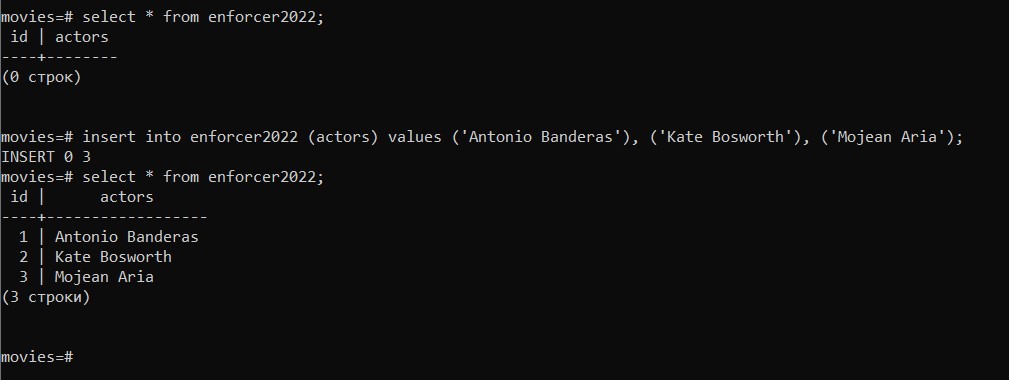 movies=# select * from enforcer2022;
 id | actors
----+--------
(0 строк)
movies=# insert into enforcer2022 (actors) values ('Antonio Banderas'), ('Kate Bosworth'), ('Mojean Aria');
INSERT 0 3
movies=# select * from enforcer2022;
 id |      actors
----+------------------
  1 | Antonio Banderas
  2 | Kate Bosworth
  3 | Mojean Aria
(3 строки)
movies=#